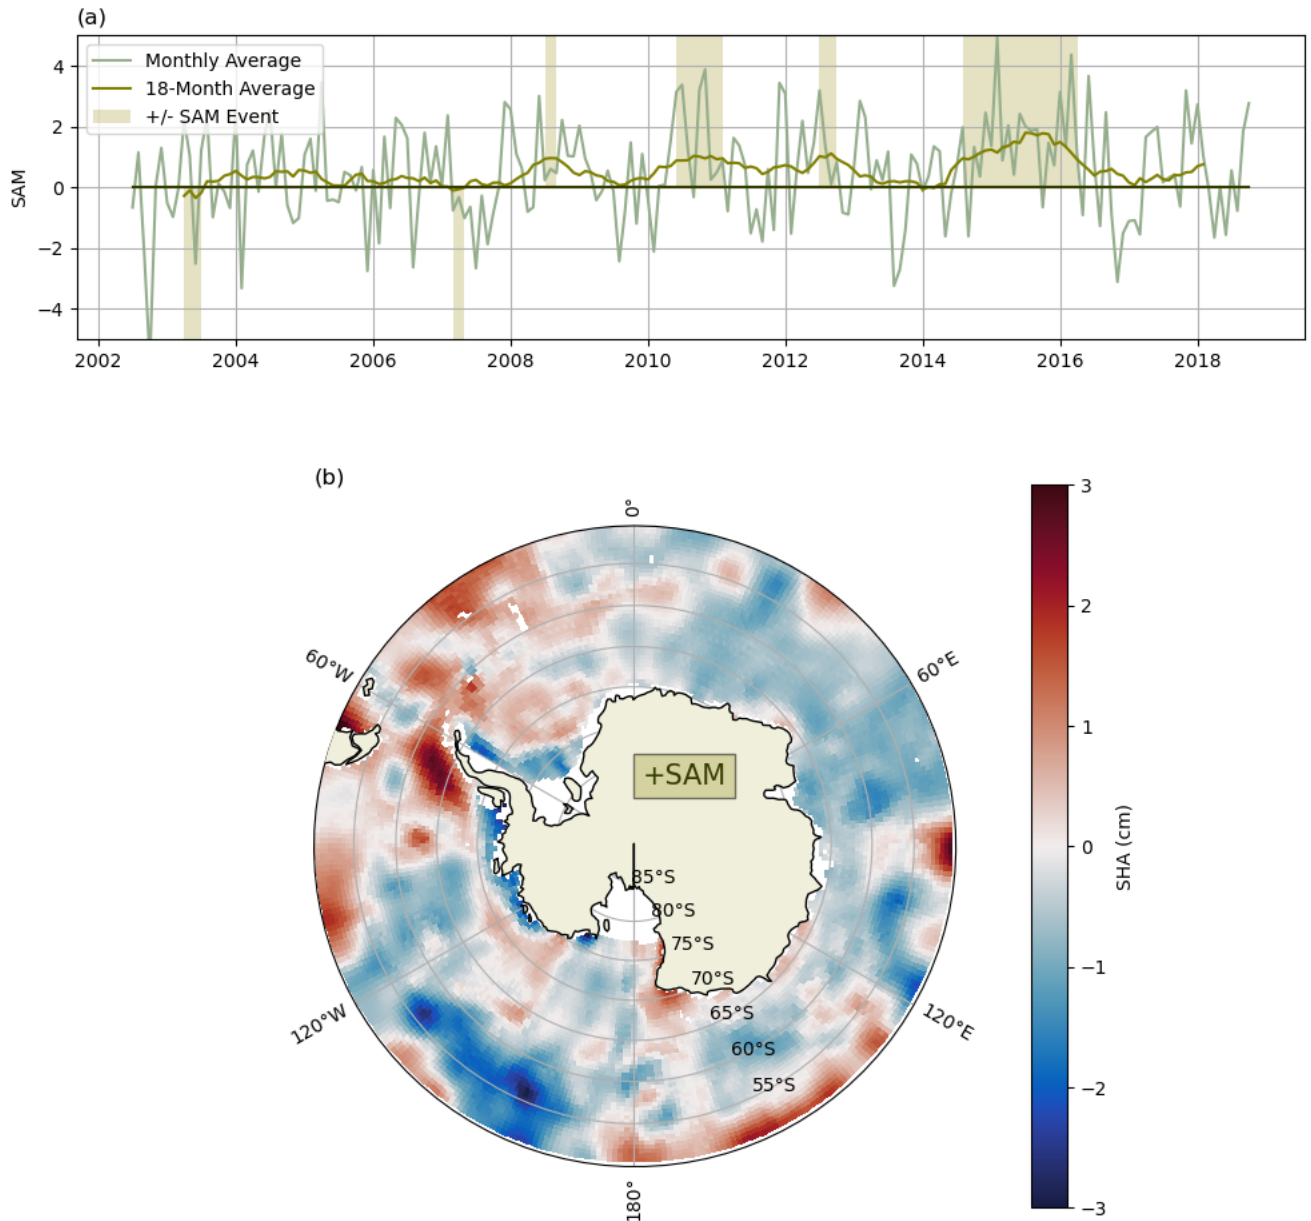 (a)
SAM
4
2
0
−2
−4
Monthly Average
18-Month Average
+/- SAM Event
2002 2004 2006 2008 2010 2012 2014 2016 2018
(b)
0°
60°W
60°E
+SAM
85°S
80°S
75°S
70°S
65°S
60°S
55°S
120°W
120°E
180°
3
2
1
0
−1
−2
−3
SHA (cm)